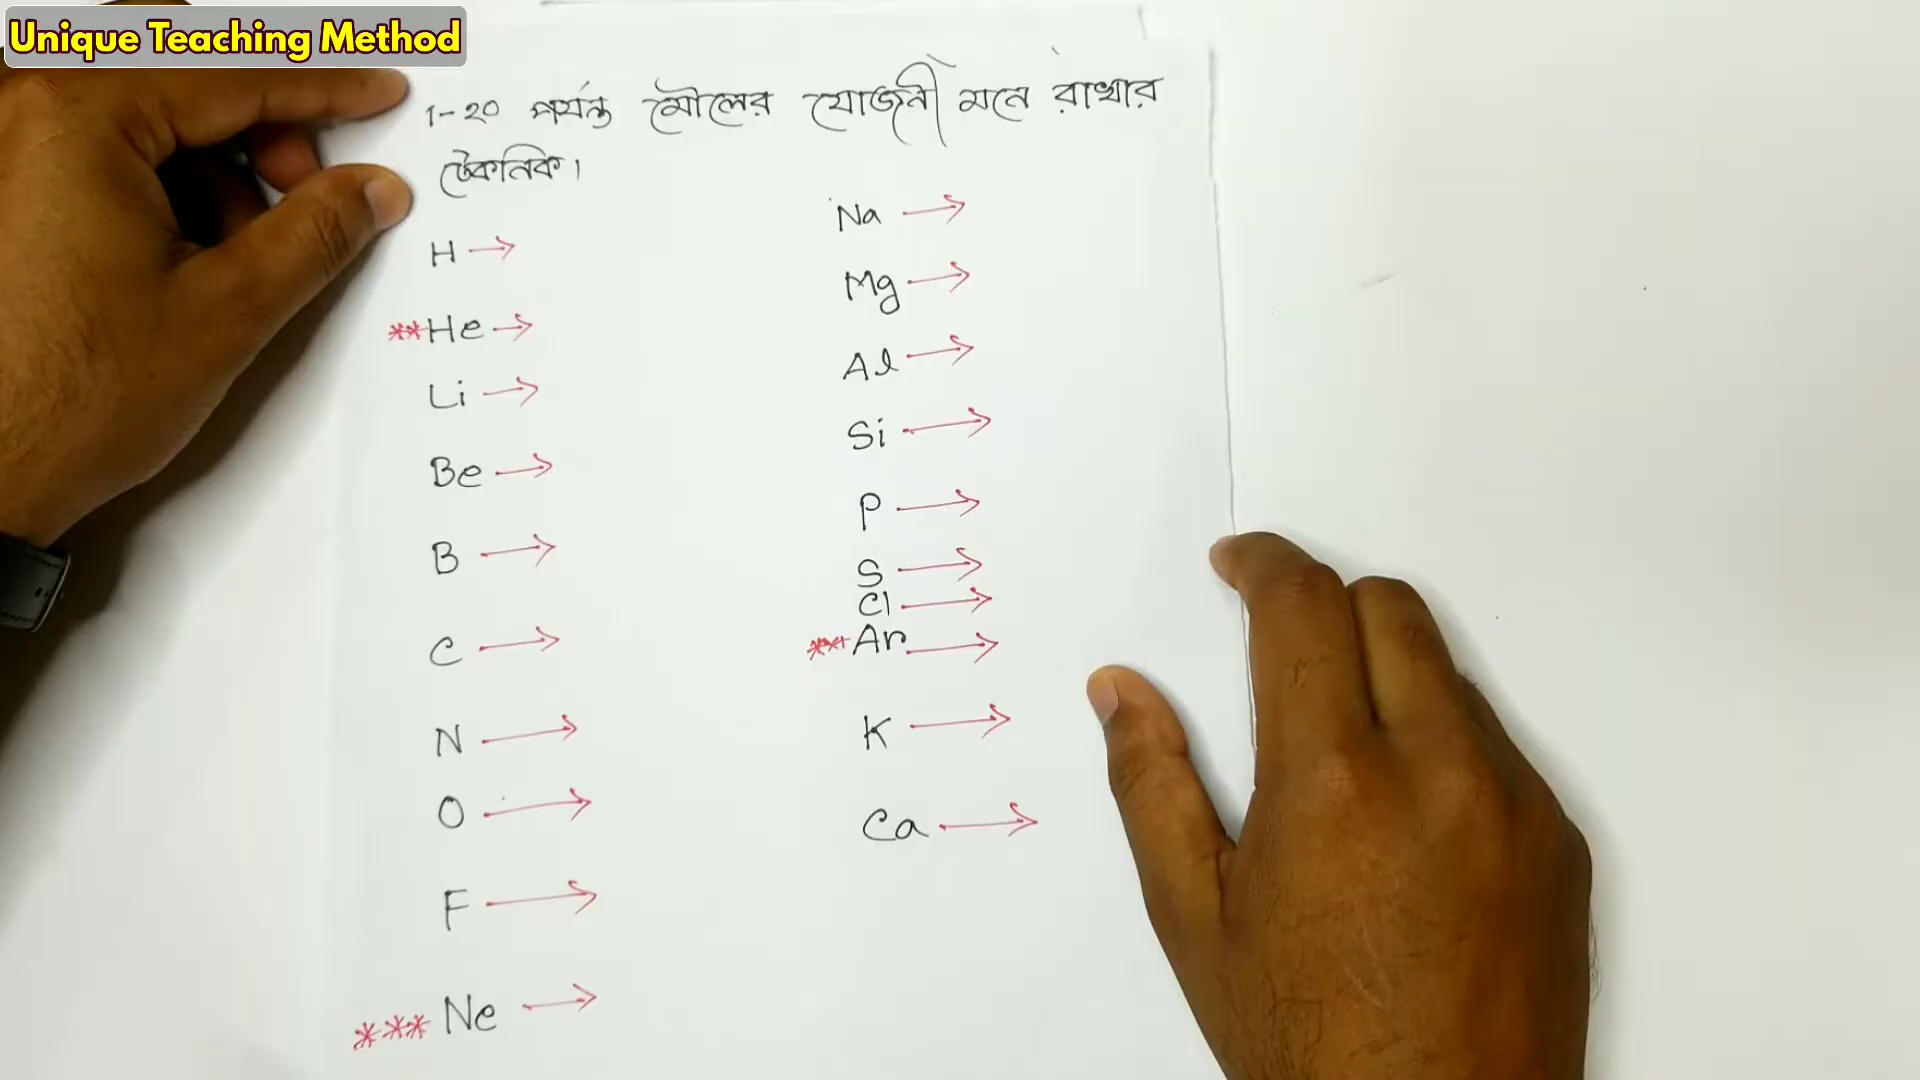 Unique Teaching Method
1-20 পর্যন্ত মৌলের যোজনী মনে রাখার
টেকনিক।
H →
**He →
Li →
Be →
B →
C →
N →
O →
F →
*** Ne →
Na →
Mg →
Al →
Si →
P →
S →
Cl →
***Ar →
K →
Ca →